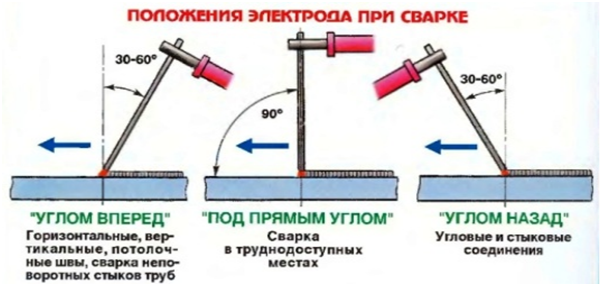 ПОЛОЖЕНИЯ ЭЛЕКТРОДА ПРИ СВАРКЕ
30-60°
90°
30-60°
"УГЛОМ ВПЕРЕД"
Горизонтальные, вер-
тикальные, потолоч-
ные швы, сварка непо-
воротных стыков труб
"ПОД ПРЯМЫМ УГЛОМ"
Сварка
в труднодоступных
местах
"УГЛОМ НАЗАД"
Угловые и стыковые
соединения